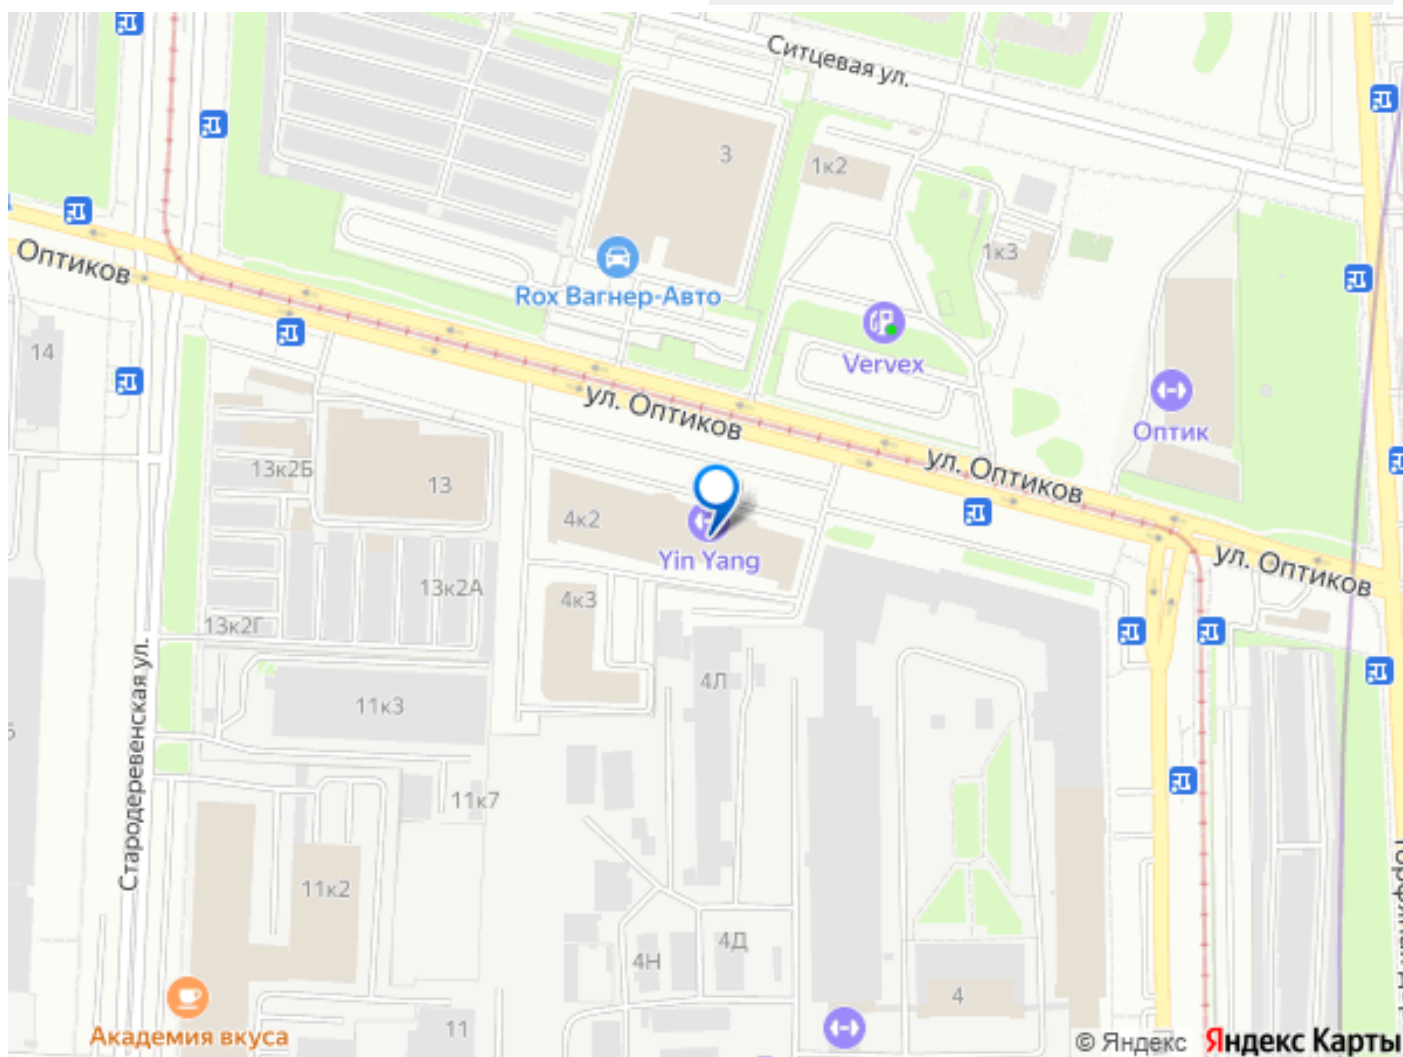 Ситцевая ул.
3
1к2
1к3
Оптиков
Rox Вагнер-Авто
Vervex
14
ул. Оптиков
Оптик
ул. Оптиков
13к2Б
13
4к2
Yin Yang
ул. Оптиков
13к2А
4к3
13к2Г
Стародеревенская ул.
4Л
11к3
11к7
11к2
4Д
4Н
4
Академия вкуса
11
© Яндекс
Яндекс Карты